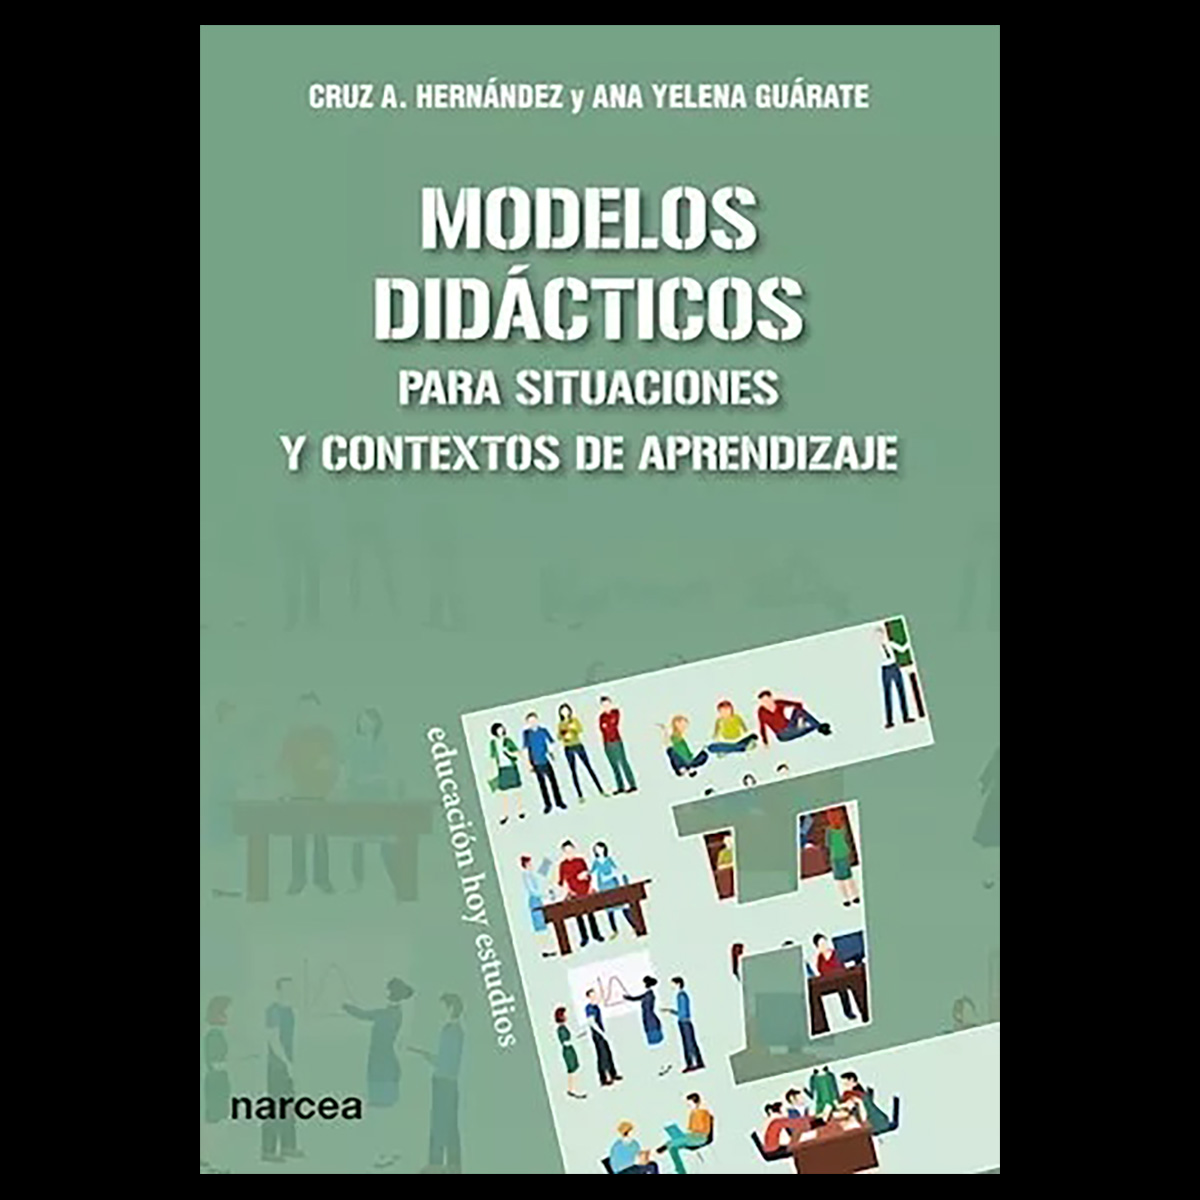 CRUZ A. HERNÁNDEZ y ANA YELENA GUÁRATE
MODELOS
DIDÁCTICOS
PARA SITUACIONES
Y CONTEXTOS DE APRENDIZAJE
educación hoy estudios
narcea